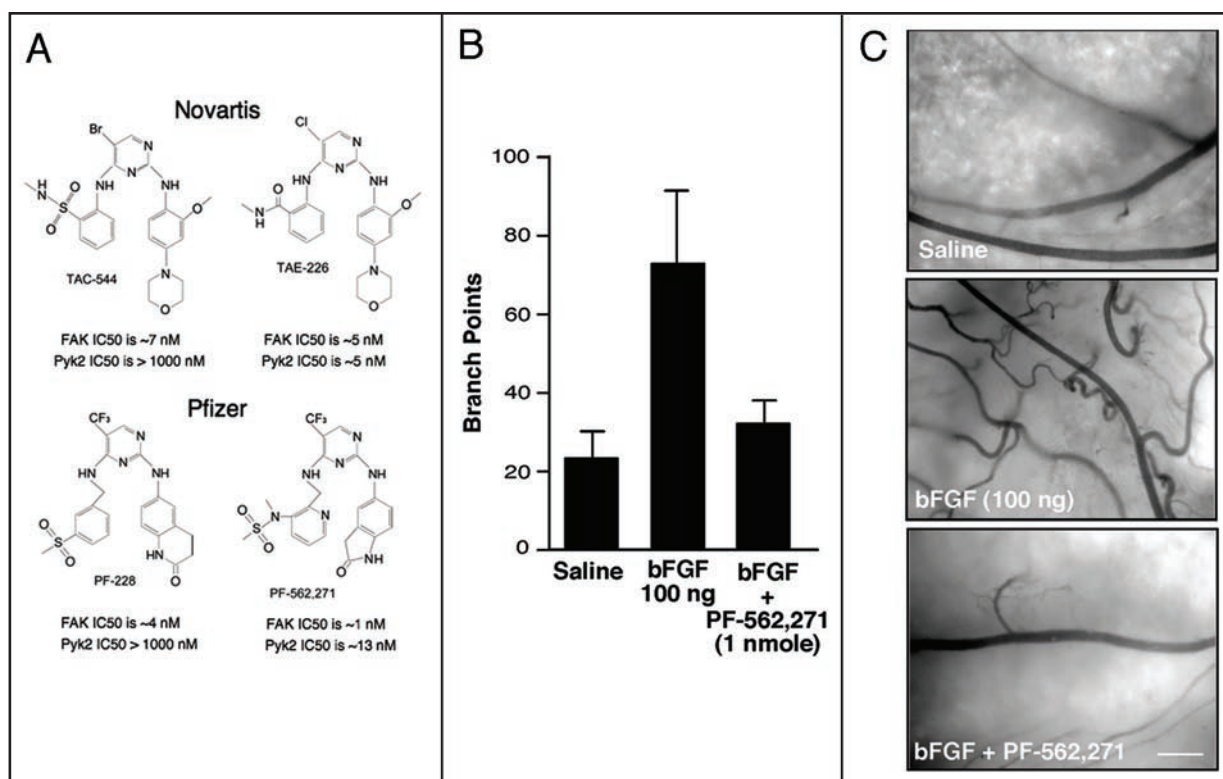 A
Novartis
Br
N
N
NH
NH
H
N
O
S
O
O
N
O
TAC-544
FAK IC50 is ~7 nM
Pyk2 IC50 is > 1000 nM
Cl
N
N
NH
NH
O
N
H
O
N
O
TAE-226
FAK IC50 is ~5 nM
Pyk2 IC50 is ~5 nM
Pfizer
CF₃
N
N
NH
NH
O
S
O
NH
O
PF-228
FAK IC50 is ~4 nM
Pyk2 IC50 > 1000 nM
CF₃
N
N
NH
NH
N
O
S
O
N
NH
O
PF-562,271
FAK IC50 is ~1 nM
Pyk2 IC50 is ~13 nM
B
Branch Points
100
80
60
40
20
0
Saline
bFGF
100 ng
bFGF
+
PF-562,271
(1 nmole)
C
Saline
bFGF (100 ng)
bFGF + PF-562,271